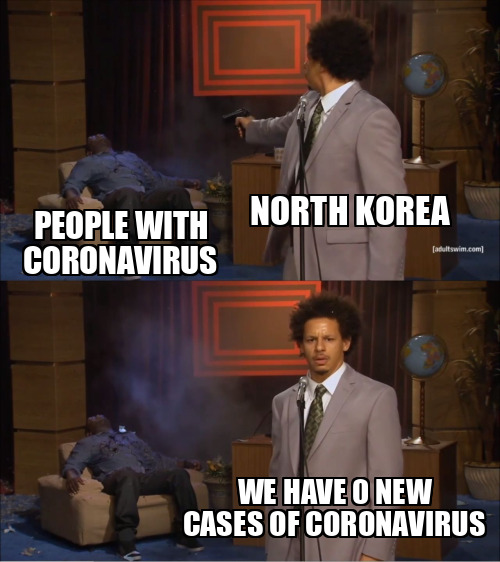 NORTH KOREA
PEOPLE WITH
CORONAVIRUS
[adultswim.com]
WE HAVE 0 NEW
CASES OF CORONAVIRUS